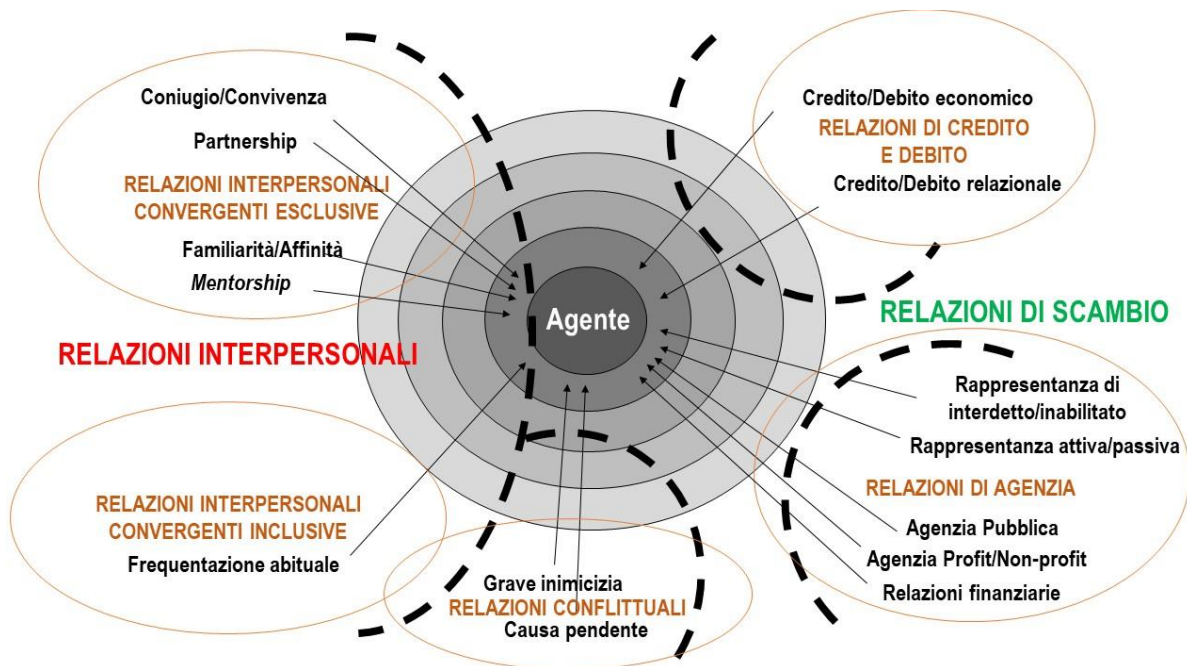 Coniugio/Convivenza
Partnership
RELAZIONI INTERPERSONALI
CONVERGENTI ESCLUSIVE
Familiarità/Affinità
Mentorship
Credito/Debito economico
RELAZIONI DI CREDITO
E DEBITO
Credito/Debito relazionale
Agente
RELAZIONI INTERPERSONALI
RELAZIONI DI SCAMBIO
Rappresentanza di
interdetto/inabilitato
Rappresentanza attiva/passiva
RELAZIONI DI AGENZIA
Agenzia Pubblica
Agenzia Profit/Non-profit
Relazioni finanziarie
RELAZIONI INTERPERSONALI
CONVERGENTI INCLUSIVE
Frequentazione abituale
Grave inimicizia
RELAZIONI CONFLITTUALI
Causa pendente